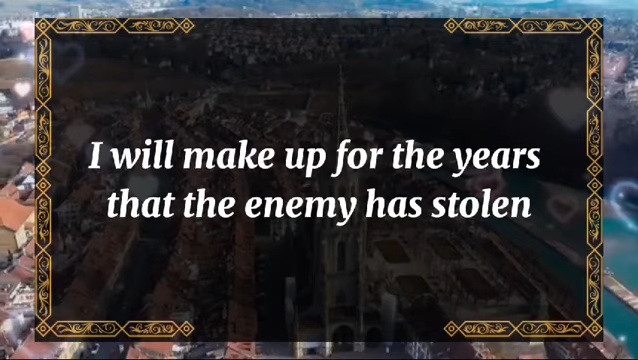 I will make up for the years
that the enemy has stolen